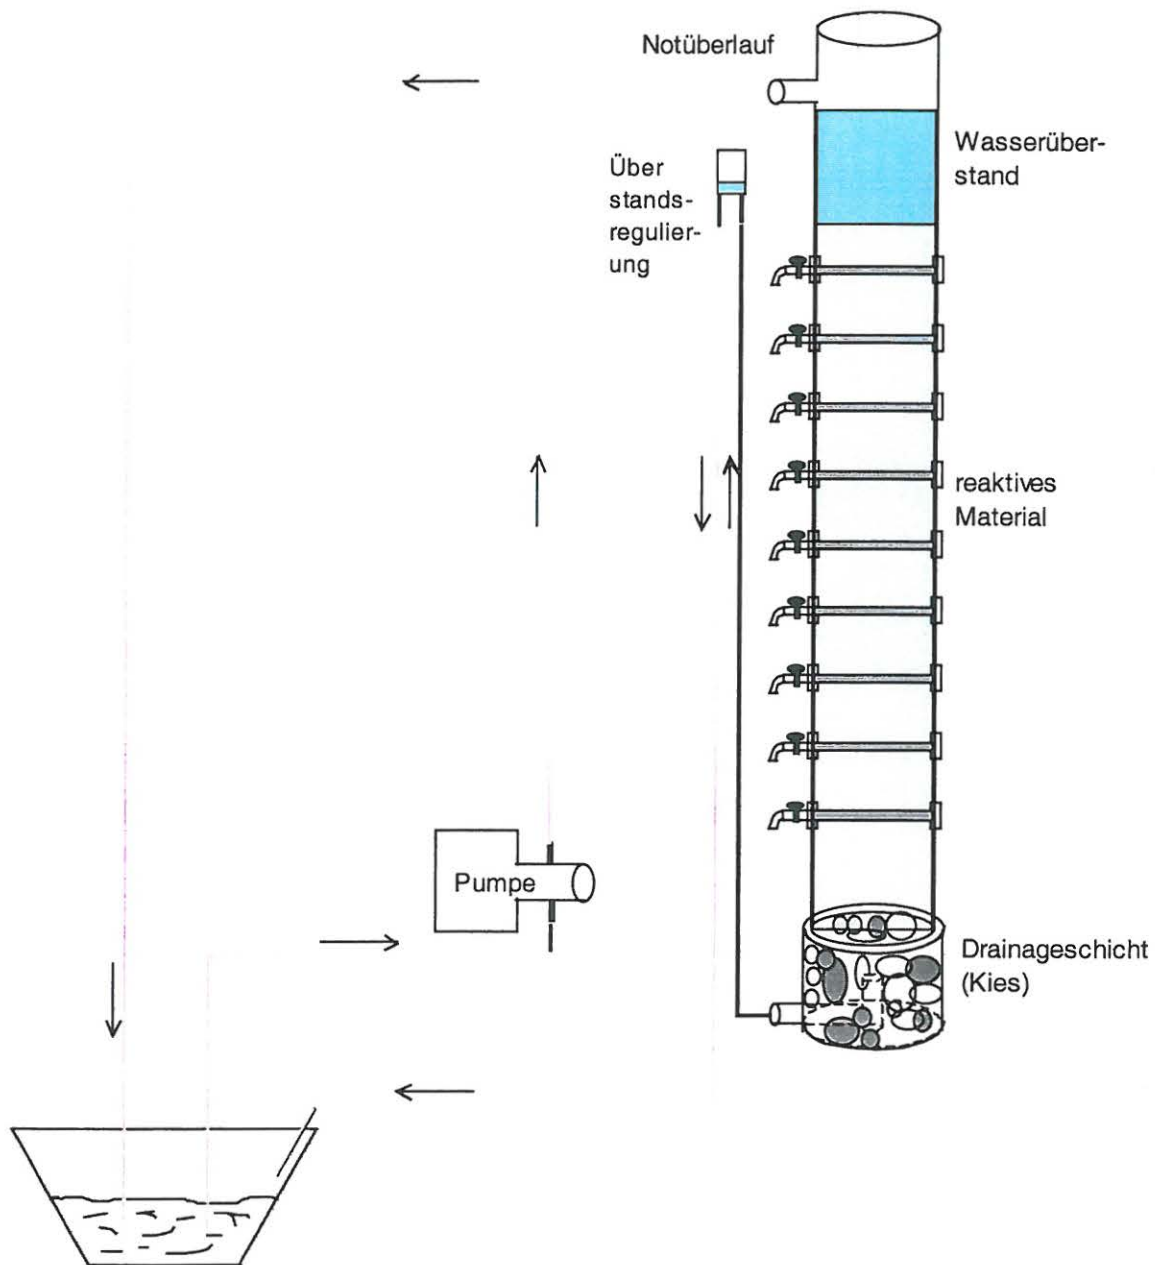 Notüberlauf
Wasserüber-
stand
Über
stands-
regulier-
ung
reaktives
Material
Pumpe
Drainageschicht
(Kies)